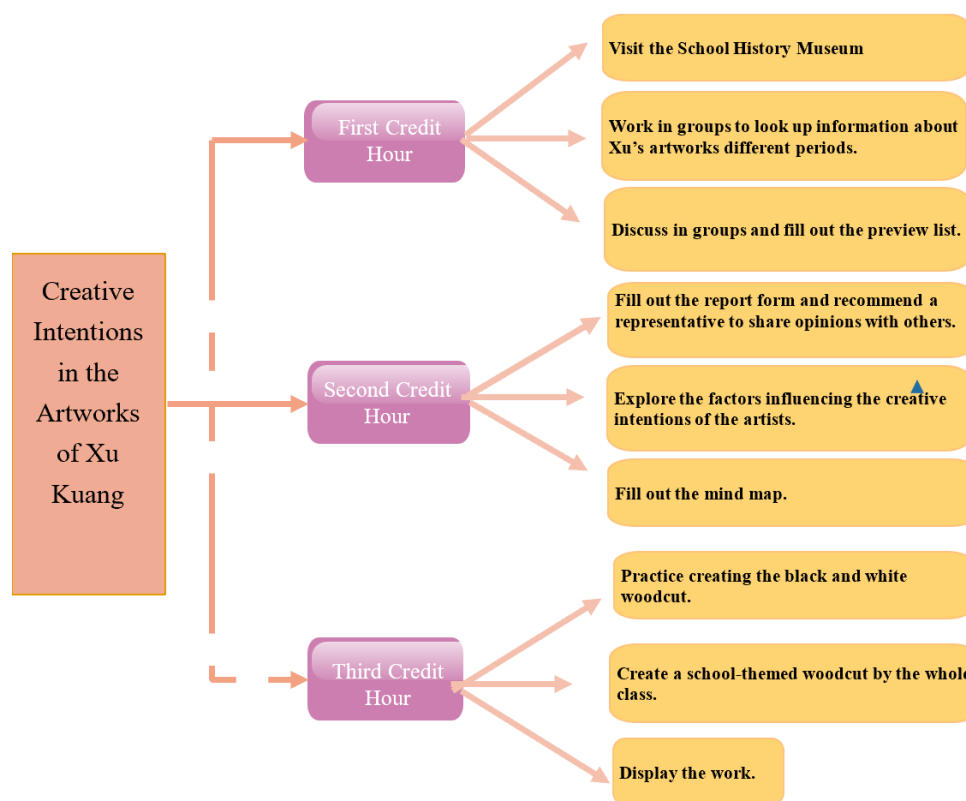 Creative
Intentions
in the
Artworks
of Xu
Kuang
First Credit
Hour
Visit the School History Museum
Work in groups to look up information about
Xu’s artworks different periods.
Discuss in groups and fill out the preview list.
Second Credit
Hour
Fill out the report form and recommend a
representative to share opinions with others.
Explore the factors influencing the creative
intentions of the artists.
Fill out the mind map.
Third Credit
Hour
Practice creating the black and white
woodcut.
Create a school-themed woodcut by the whole
class.
Display the work.